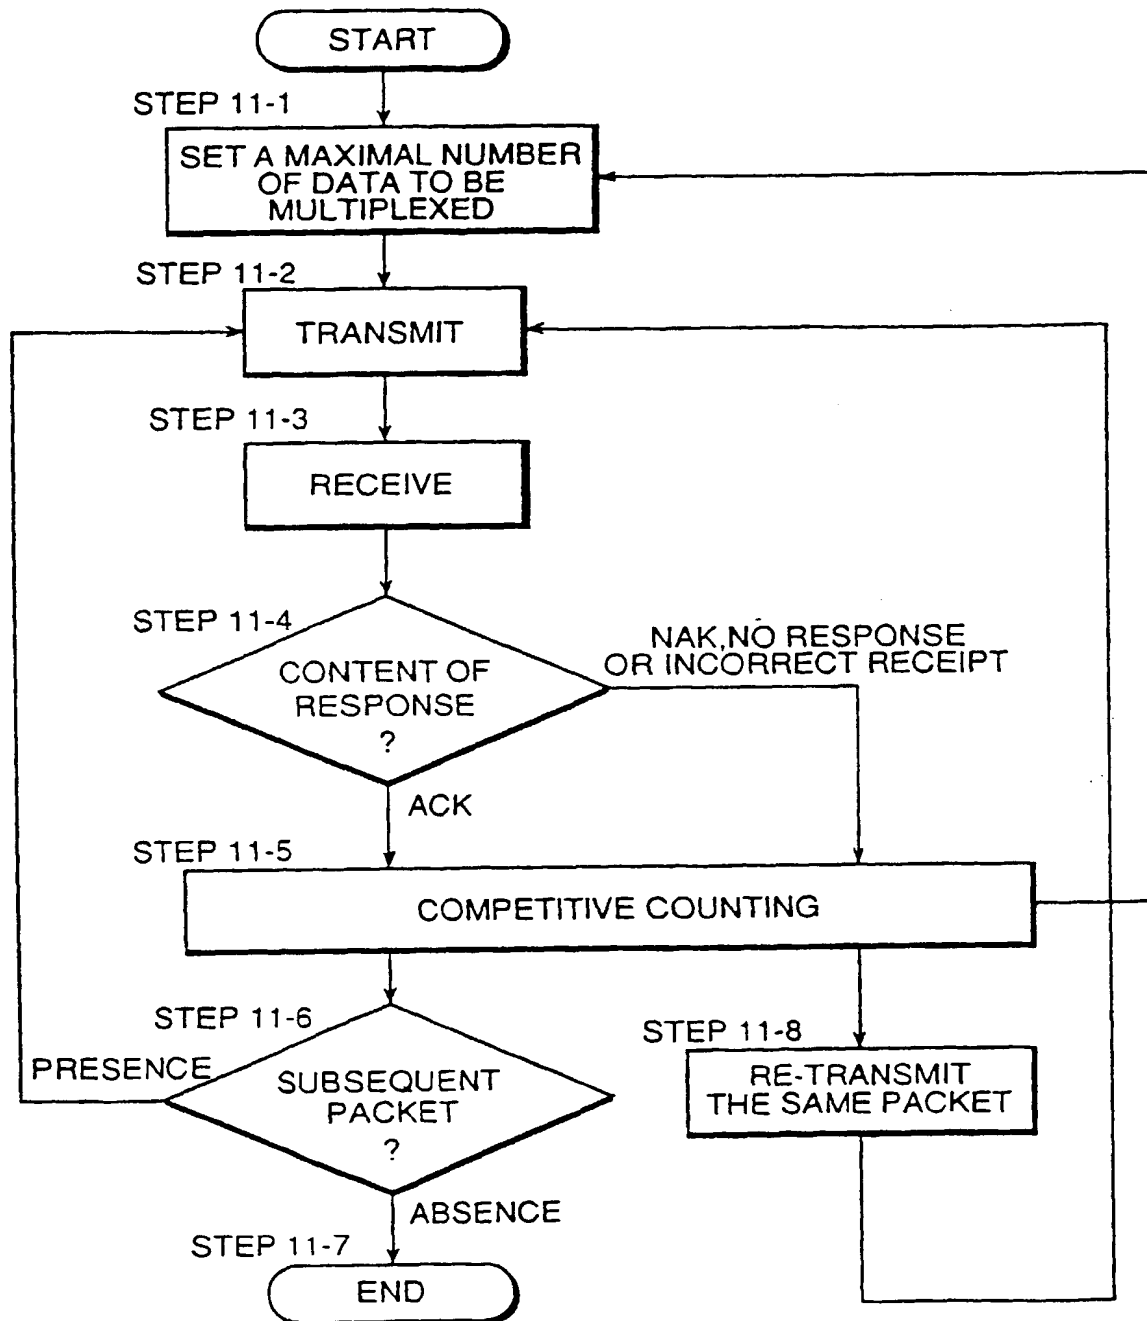 START
STEP 11-1
SET A MAXIMAL NUMBER
OF DATA TO BE
MULTIPLEXED
STEP 11-2
TRANSMIT
STEP 11-3
RECEIVE
STEP 11-4
CONTENT OF
RESPONSE
?
NAK,NO RESPONSE
OR INCORRECT RECEIPT
ACK
STEP 11-5
COMPETITIVE COUNTING
STEP 11-6
PRESENCE
SUBSEQUENT
PACKET
?
STEP 11-8
RE-TRANSMIT
THE SAME PACKET
ABSENCE
STEP 11-7
END